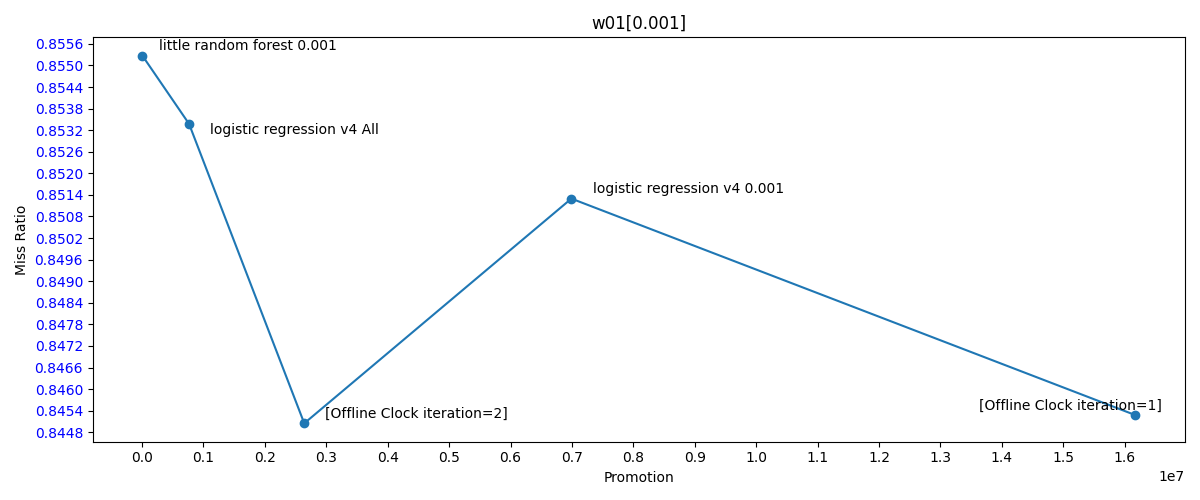 w01[0.001]
0.8556
0.8550
0.8544
0.8538
0.8532
0.8526
0.8520
0.8514
0.8508
0.8502
0.8496
0.8490
0.8484
0.8478
0.8472
0.8466
0.8460
0.8454
0.8448
Miss Ratio
little random forest 0.001
logistic regression v4 All
logistic regression v4 0.001
[Offline Clock iteration=2]
[Offline Clock iteration=1]
0.0 0.1 0.2 0.3 0.4 0.5 0.6 0.7 0.8 0.9 1.0 1.1 1.2 1.3 1.4 1.5 1.6
1e7
Promotion